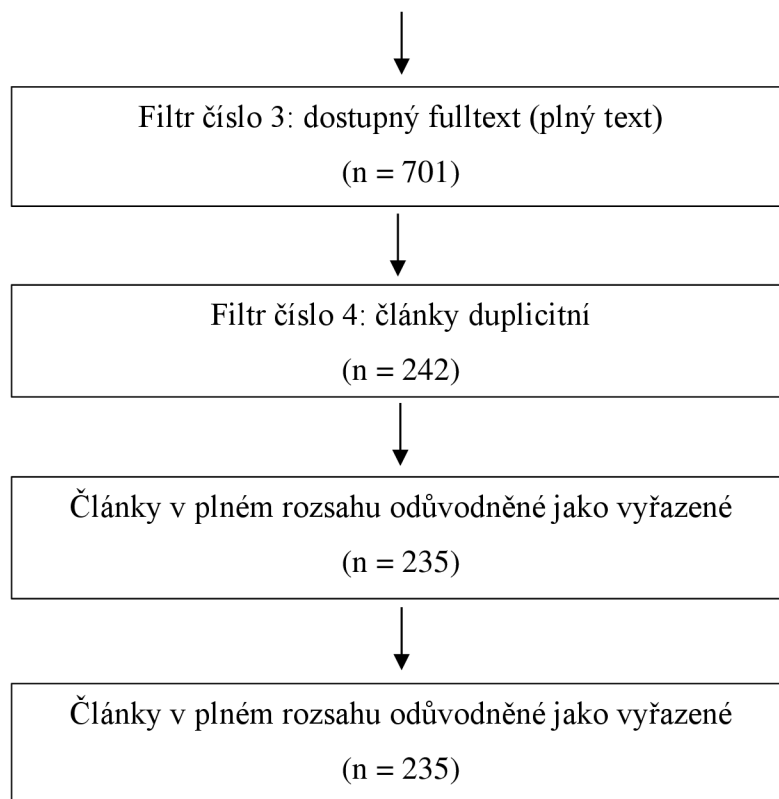 Filtr číslo 3: dostupný fulltext (plný text)
(n = 701)
Filtr číslo 4: články duplicitní
(n = 242)
Články v plném rozsahu odůvodněné jako vyřazené
(n = 235)
Články v plném rozsahu odůvodněné jako vyřazené
(n = 235)